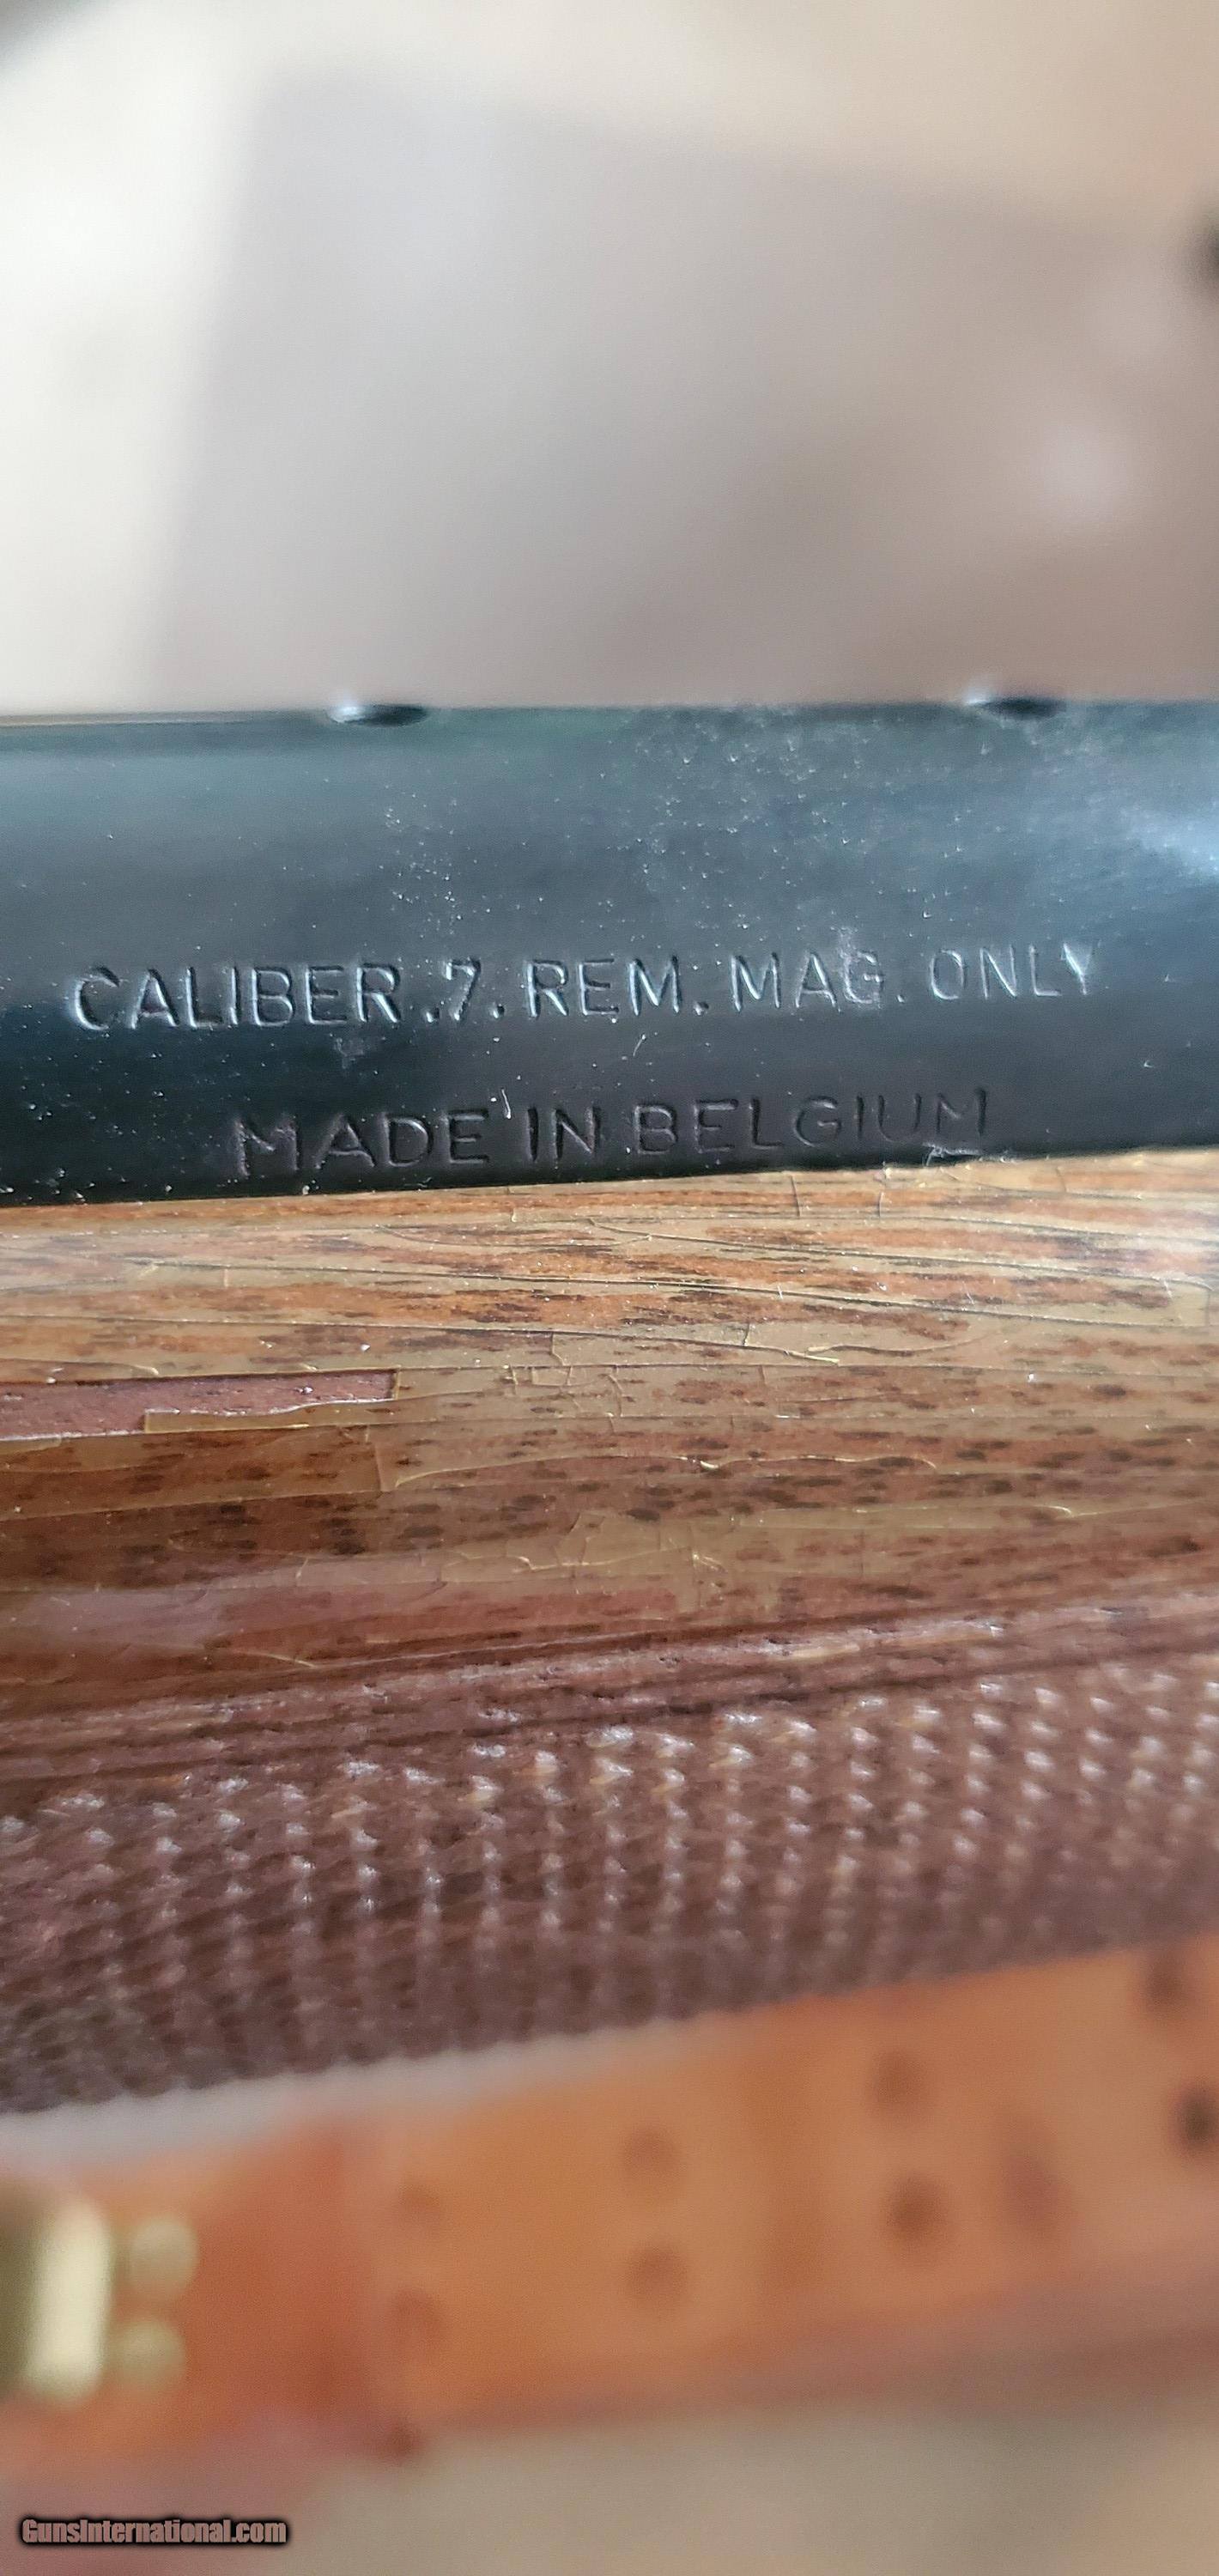 CALIBER .7. REM. MAG. ONLY
MADE IN BELGIUM
GunsInternational.com